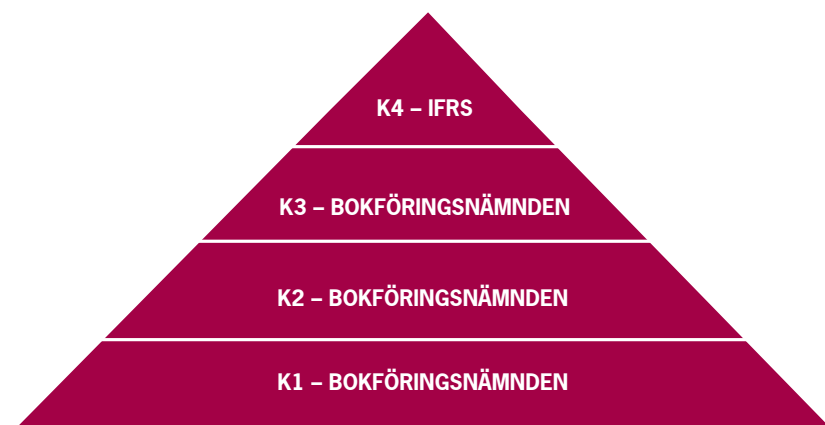 K4 – IFRS
K3 – BOKFÖRINGSNÄMNDEN
K2 – BOKFÖRINGSNÄMNDEN
K1 – BOKFÖRINGSNÄMNDEN